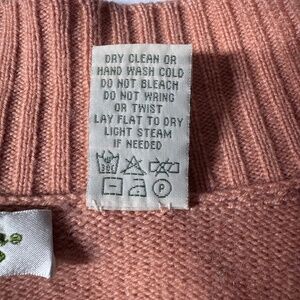 DRY CLEAN OR
HAND WASH COLD
DO NOT BLEACH
DO NOT WRING
OR TWIST
LAY FLAT TO DRY
LIGHT STEAM
IF NEEDED
30C
P